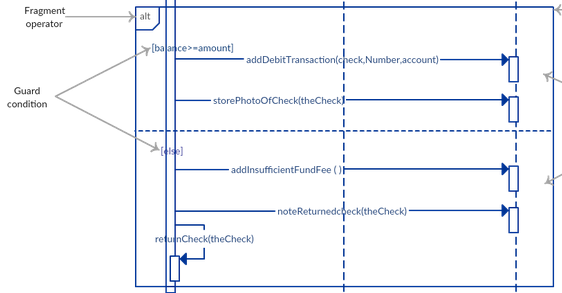 Fragment
operator
alt
[balance>=amount]
addDebitTransaction(check,Number,account)
Guard
condition
storePhotoOfCheck(theCheck)
[else]
addInsufficientFundFee ( )
noteReturnedcheck(theCheck)
returnCheck(theCheck)